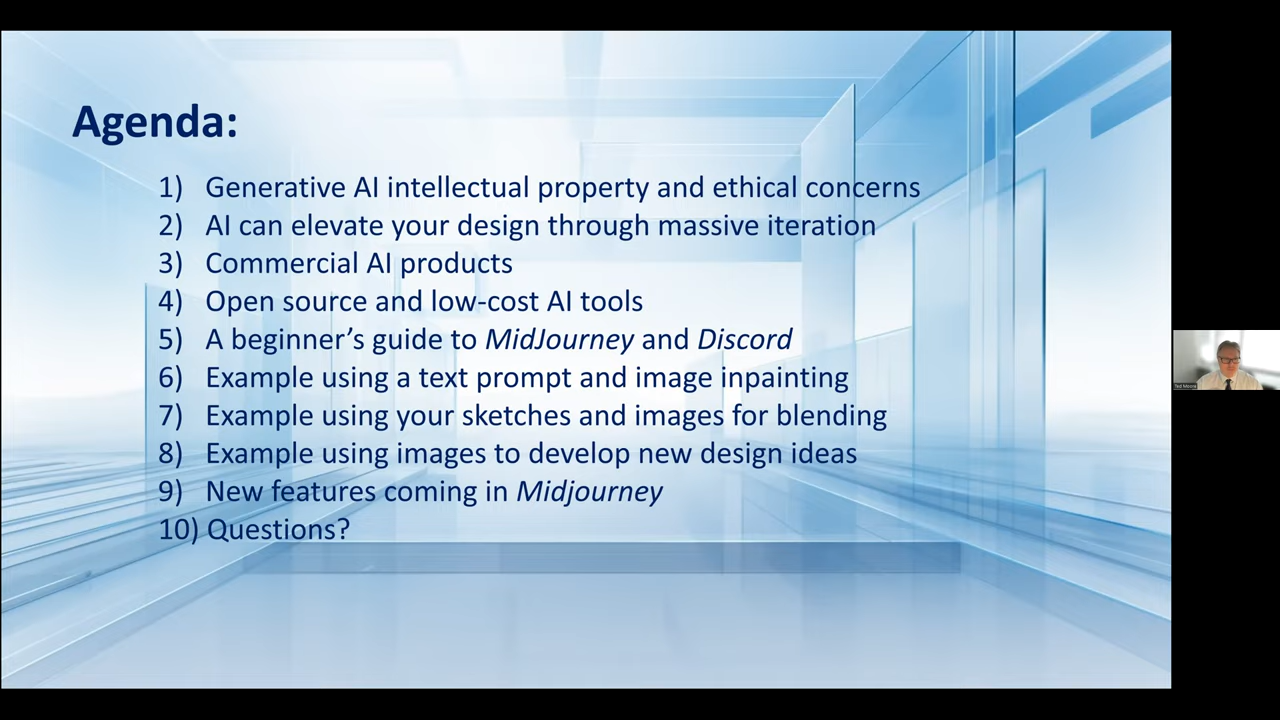 Agenda:
1) Generative AI intellectual property and ethical concerns
2) AI can elevate your design through massive iteration
3) Commercial AI products
4) Open source and low-cost AI tools
5) A beginner’s guide to MidJourney and Discord
6) Example using a text prompt and image inpainting
7) Example using your sketches and images for blending
8) Example using images to develop new design ideas
9) New features coming in Midjourney
10) Questions?